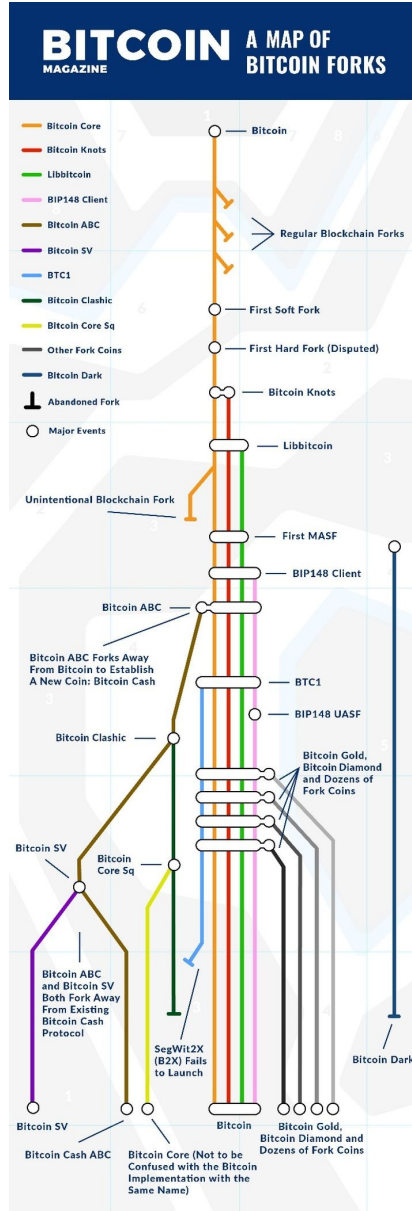 BITCOIN
MAGAZINE
A MAP OF
BITCOIN FORKS
Bitcoin Core
Bitcoin Knots
Libbitcoin
BIP148 Client
Bitcoin ABC
Bitcoin SV
BTC1
Bitcoin Clashic
Bitcoin Core Sq
Other Fork Coins
Bitcoin Dark
Abandoned Fork
Major Events
Bitcoin
Regular Blockchain Forks
First Soft Fork
First Hard Fork (Disputed)
Bitcoin Knots
Libbitcoin
Unintentional Blockchain Fork
First MASF
BIP148 Client
Bitcoin ABC
Bitcoin ABC Forks Away
From Bitcoin to Establish
A New Coin: Bitcoin Cash
BTC1
BIP148 UASF
Bitcoin Clashic
Bitcoin Gold,
Bitcoin Diamond
and Dozens of
Fork Coins
Bitcoin SV
Bitcoin
Core Sq
Bitcoin ABC
and Bitcoin SV
Both Fork Away
From Existing
Bitcoin Cash
Protocol
SegWit2X
(B2X) Fails
to Launch
Bitcoin Dark
Bitcoin SV
Bitcoin Cash ABC
Bitcoin Core (Not to be
Confused with the Bitcoin
Implementation with the
Same Name)
Bitcoin
Bitcoin Gold,
Bitcoin Diamond and
Dozens of Fork Coins